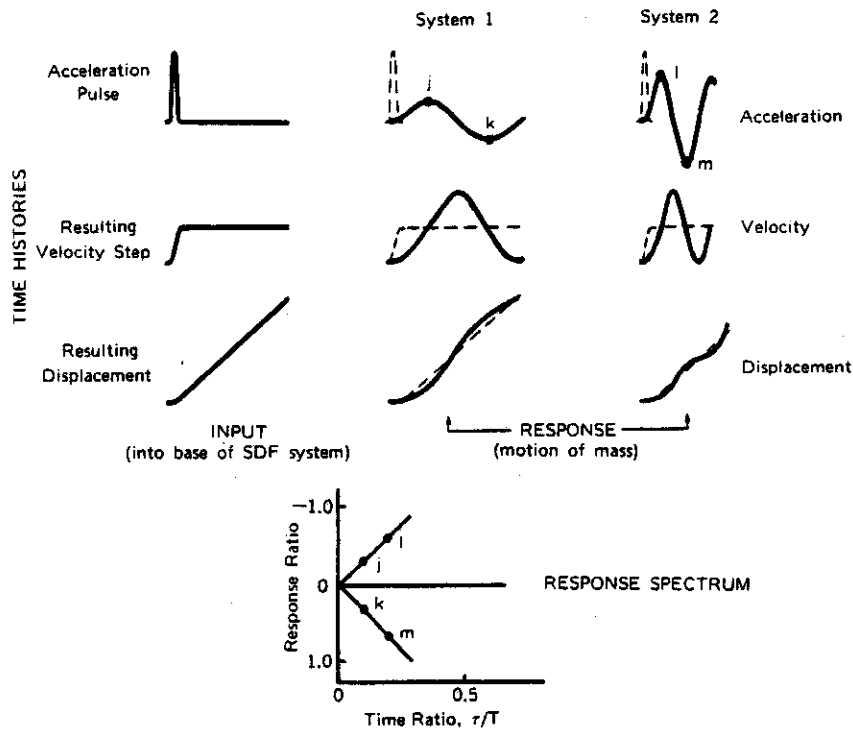 System 1
System 2
Acceleration
Pulse
j
k
l
m
Acceleration
TIME HISTORIES
Resulting
Velocity Step
Velocity
Resulting
Displacement
Displacement
INPUT
(into base of SDF system)
RESPONSE
(motion of mass)
Response Ratio
−1.0
0
1.0
j
l
k
m
RESPONSE SPECTRUM
0
0.5
Time Ratio, τ/T